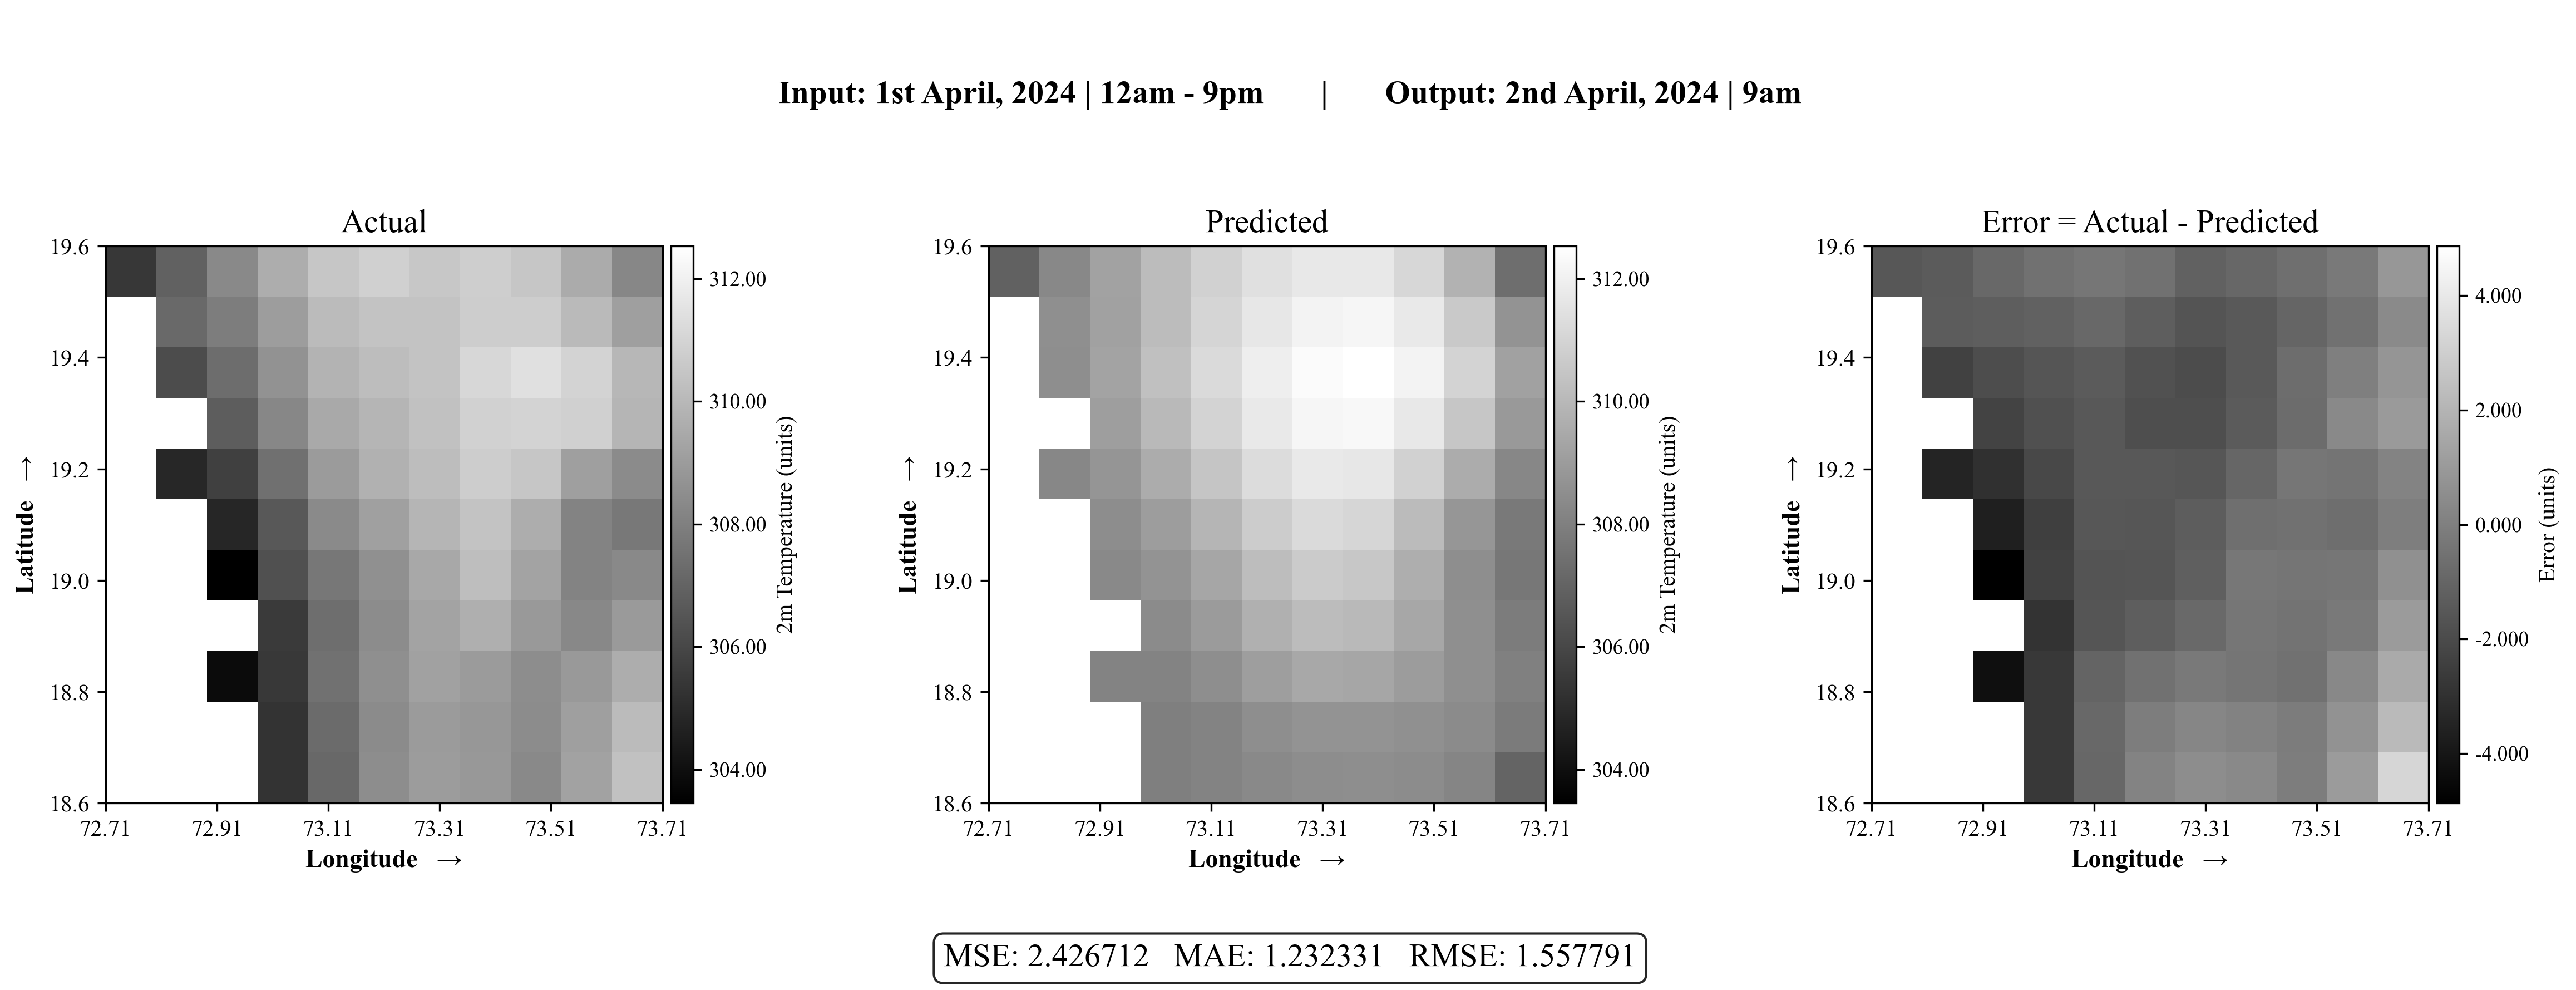 Input: 1st April, 2024 | 12am - 9pm | Output: 2nd April, 2024 | 9am
Actual
19.6
19.4
19.2
19.0
18.8
18.6
Latitude →
72.71 72.91 73.11 73.31 73.51 73.71
Longitude →
312.00
310.00
308.00
306.00
304.00
2m Temperature (units)
Predicted
19.6
19.4
19.2
19.0
18.8
18.6
Latitude →
72.71 72.91 73.11 73.31 73.51 73.71
Longitude →
312.00
310.00
308.00
306.00
304.00
2m Temperature (units)
Error = Actual - Predicted
19.6
19.4
19.2
19.0
18.8
18.6
Latitude →
72.71 72.91 73.11 73.31 73.51 73.71
Longitude →
4.000
2.000
0.000
-2.000
-4.000
Error (units)
MSE: 2.426712 MAE: 1.232331 RMSE: 1.557791